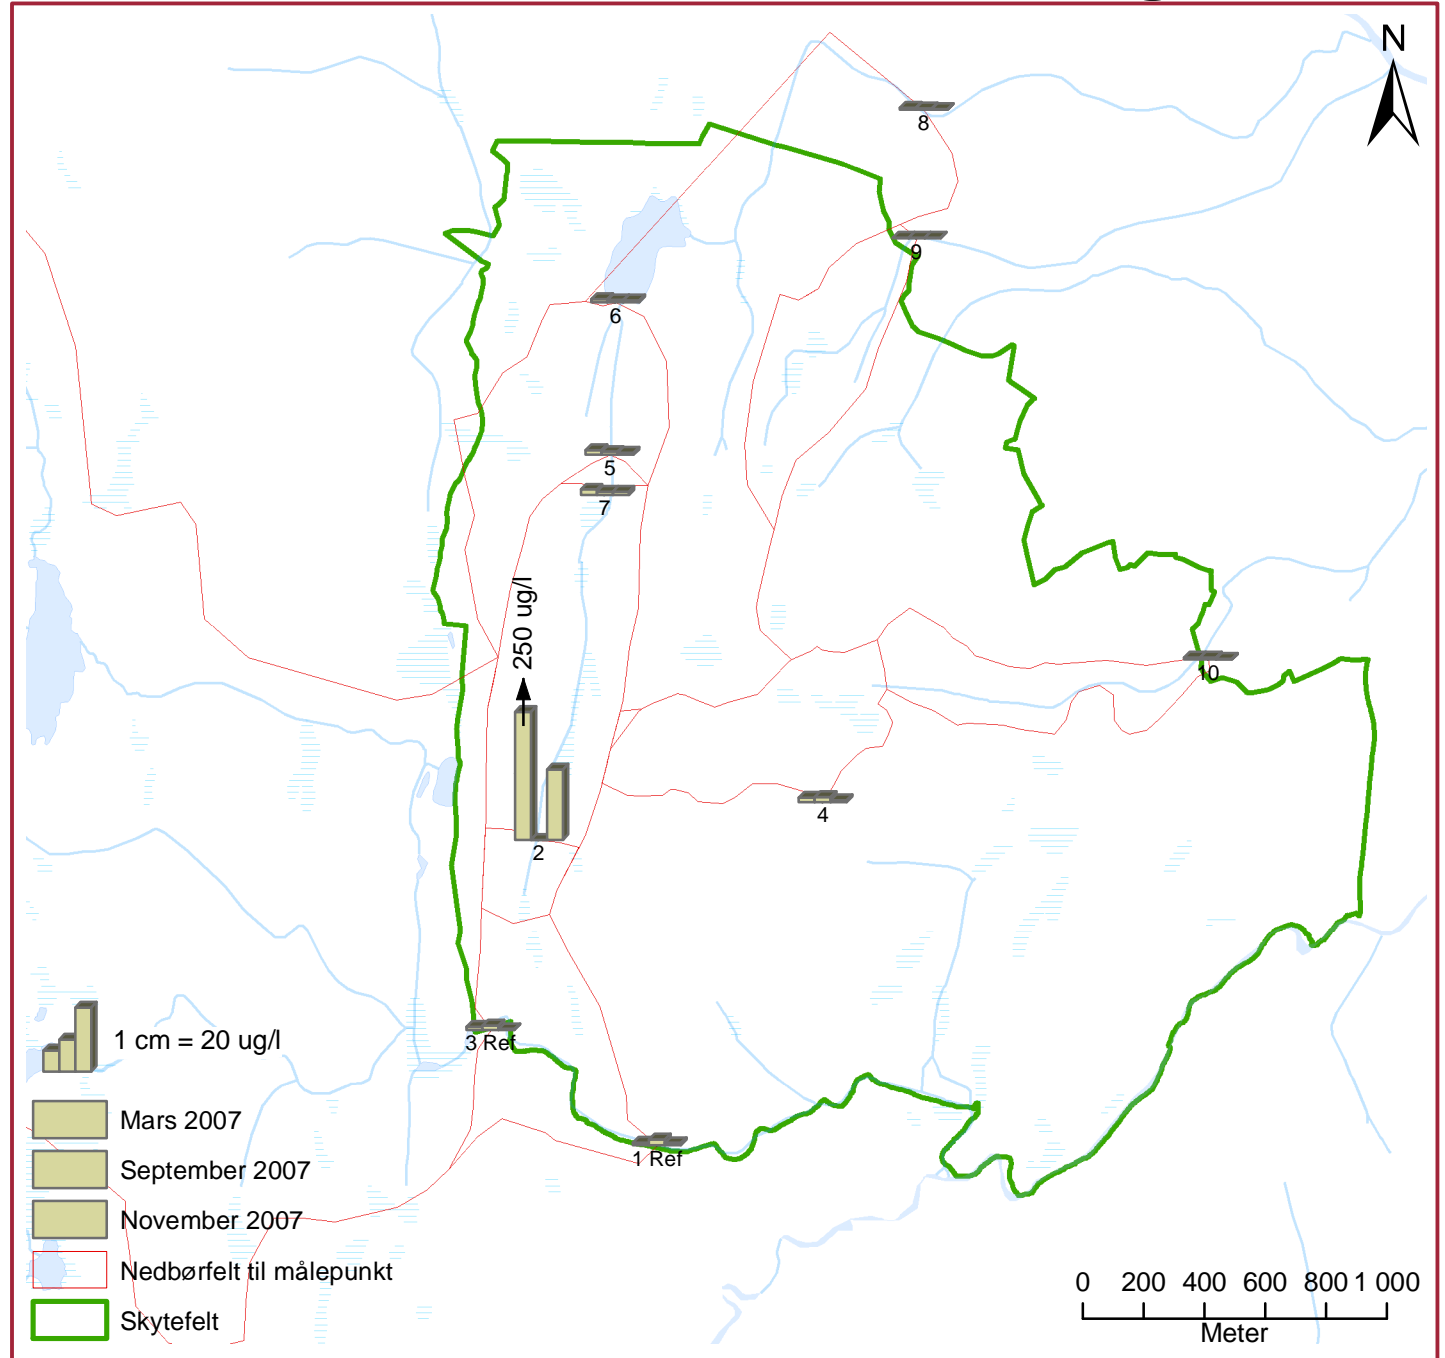 N
8
9
6
5
7
250 ug/l
10
4
2
3 Ref
1 cm = 20 ug/l
Mars 2007
1 Ref
September 2007
November 2007
Nedbørfelt til målepunkt
0 200 400 600 800 1 000
Skytefelt
Meter